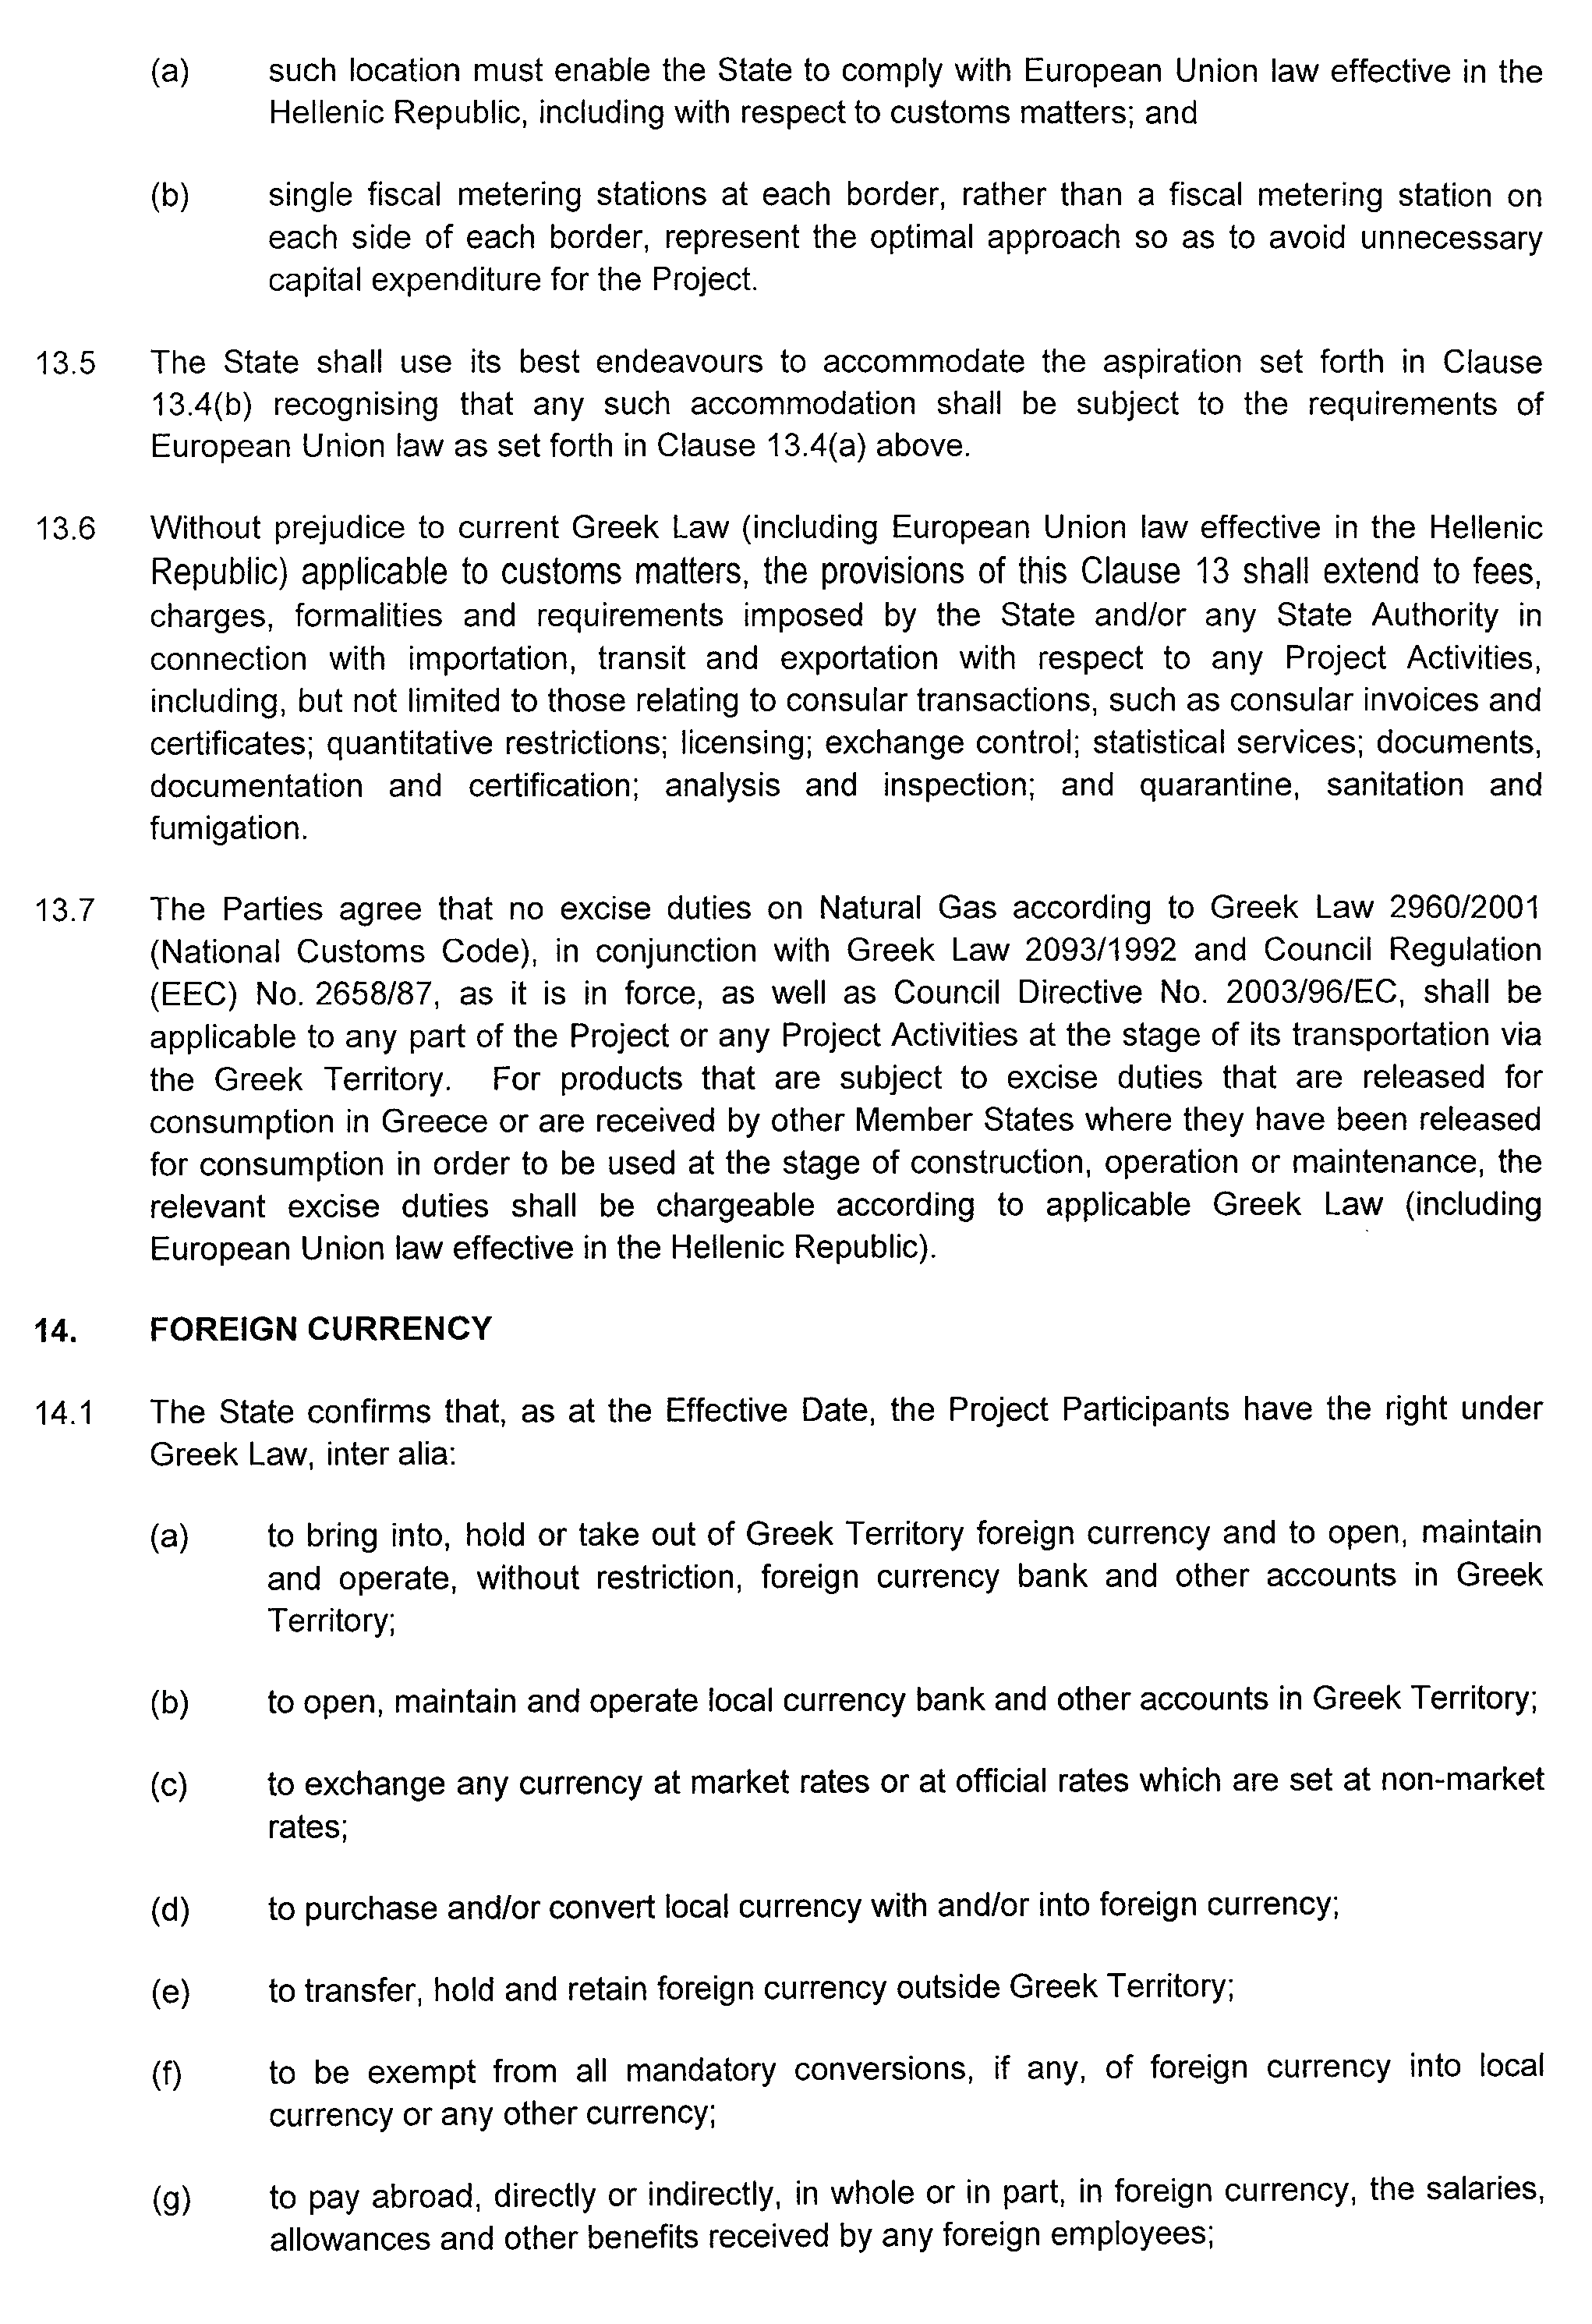 (a) such location must enable the State to comply with European Union law effective in the
Hellenic Republic, including with respect to customs matters; and
(b) single fiscal metering stations at each border, rather than a fiscal metering station on
each side of each border, represent the optimal approach so as to avoid unnecessary
capital expenditure for the Project.
13.5 The State shall use its best endeavours to accommodate the aspiration set forth in Clause
13.4(b) recognising that any such accommodation shall be subject to the requirements of
European Union law as set forth in Clause 13.4(a) above.
13.6 Without prejudice to current Greek Law (including European Union law effective in the Hellenic
Republic) applicable to customs matters, the provisions of this Clause 13 shall extend to fees,
charges, formalities and requirements imposed by the State and/or any State Authority in
connection with importation, transit and exportation with respect to any Project Activities,
including, but not limited to those relating to consular transactions, such as consular invoices and
certificates; quantitative restrictions; licensing; exchange control; statistical services; documents,
documentation and certification; analysis and inspection; and quarantine, sanitation and
fumigation.
13.7 The Parties agree that no excise duties on Natural Gas according to Greek Law 2960/2001
(National Customs Code), in conjunction with Greek Law 2093/1992 and Council Regulation
(EEC) No. 2658/87, as it is in force, as well as Council Directive No. 2003/96/EC, shall be
applicable to any part of the Project or any Project Activities at the stage of its transportation via
the Greek Territory. For products that are subject to excise duties that are released for
consumption in Greece or are received by other Member States where they have been released
for consumption in order to be used at the stage of construction, operation or maintenance, the
relevant excise duties shall be chargeable according to applicable Greek Law (including
European Union law effective in the Hellenic Republic).
14. FOREIGN CURRENCY
14.1 The State confirms that, as at the Effective Date, the Project Participants have the right under
Greek Law, inter alia:
(a) to bring into, hold or take out of Greek Territory foreign currency and to open, maintain
and operate, without restriction, foreign currency bank and other accounts in Greek
Territory;
(b) to open, maintain and operate local currency bank and other accounts in Greek Territory;
(c) to exchange any currency at market rates or at official rates which are set at non-market
rates;
(d) to purchase and/or convert local currency with and/or into foreign currency;
(e) to transfer, hold and retain foreign currency outside Greek Territory;
(f) to be exempt from all mandatory conversions, if any, of foreign currency into local
currency or any other currency;
(g) to pay abroad, directly or indirectly, in whole or in part, in foreign currency, the salaries,
allowances and other benefits received by any foreign employees;